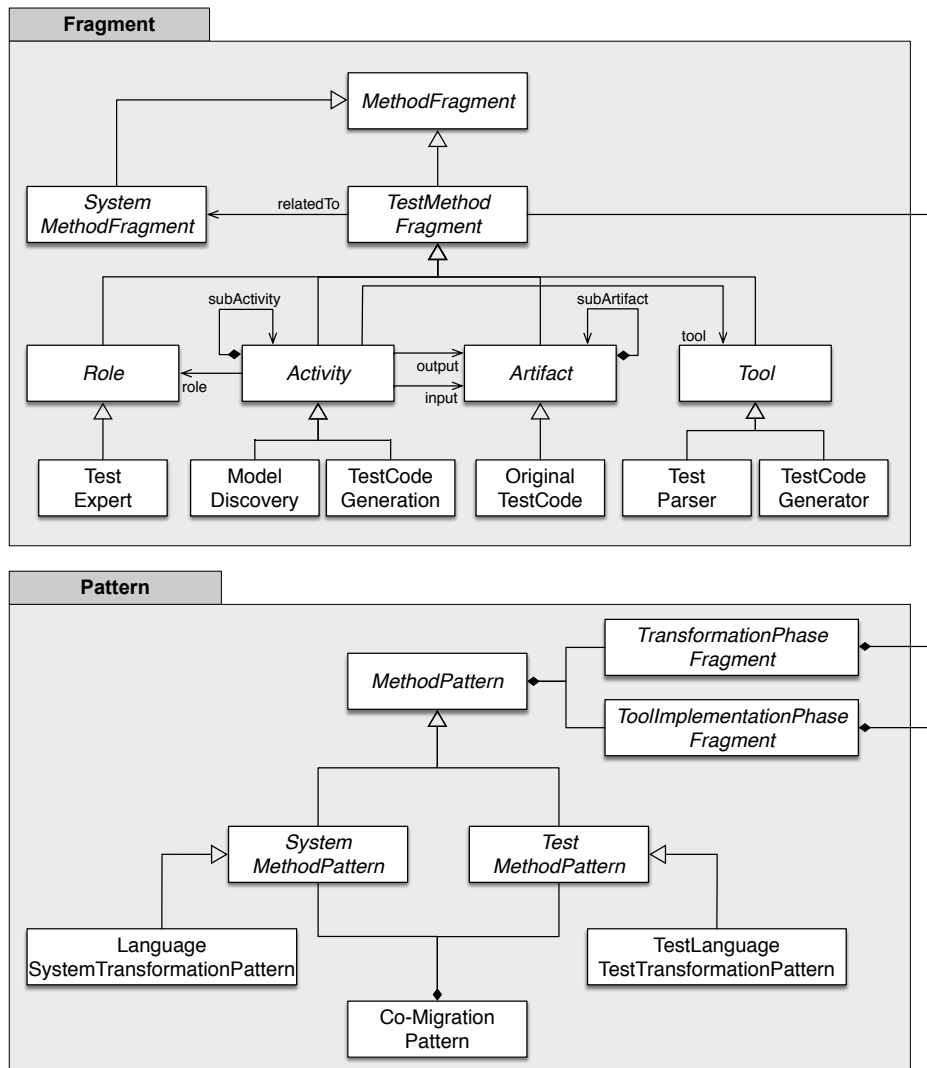 Fragment
MethodFragment
System
MethodFragment
relatedTo
TestMethod
Fragment
subActivity
subArtifact
tool
Role
role
Activity
output
input
Artifact
Tool
Test
Expert
Model
Discovery
TestCode
Generation
Original
TestCode
Test
Parser
TestCode
Generator
Pattern
MethodPattern
TransformationPhase
Fragment
ToolImplementationPhase
Fragment
System
MethodPattern
Test
MethodPattern
Language
SystemTransformationPattern
TestLanguage
TestTransformationPattern
Co-Migration
Pattern